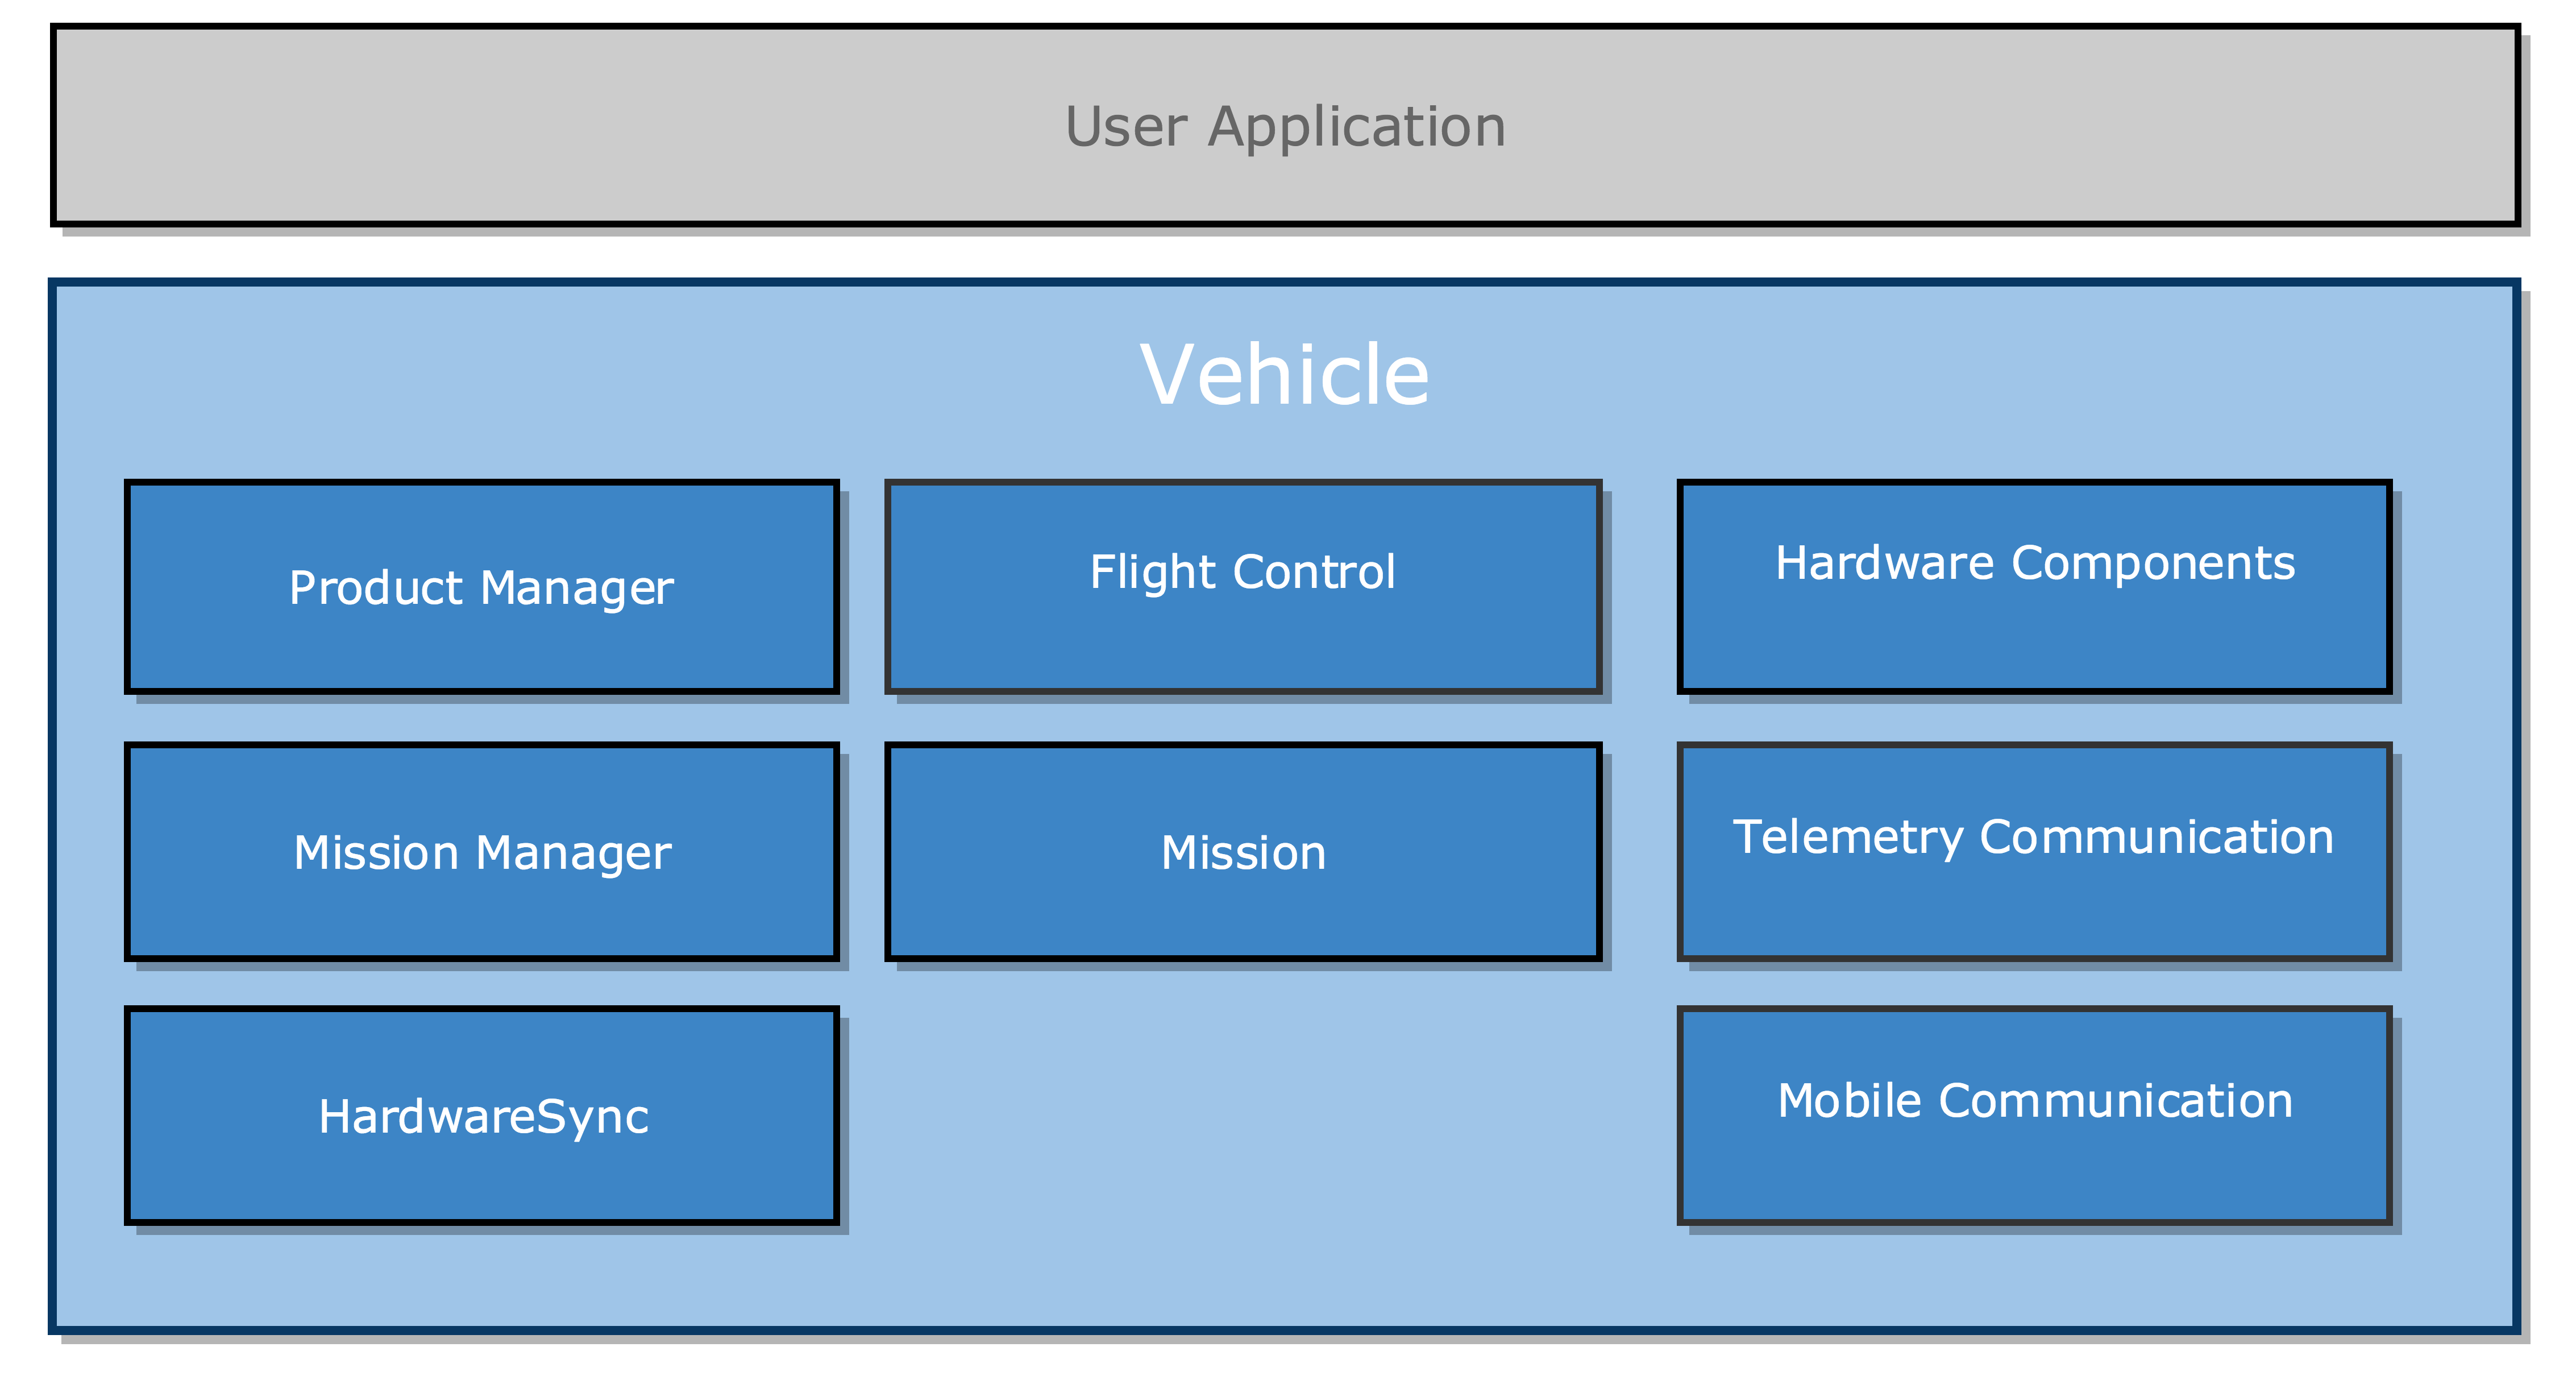 User Application
Vehicle
Product Manager
Flight Control
Hardware Components
Mission Manager
Mission
Telemetry Communication
HardwareSync
Mobile Communication